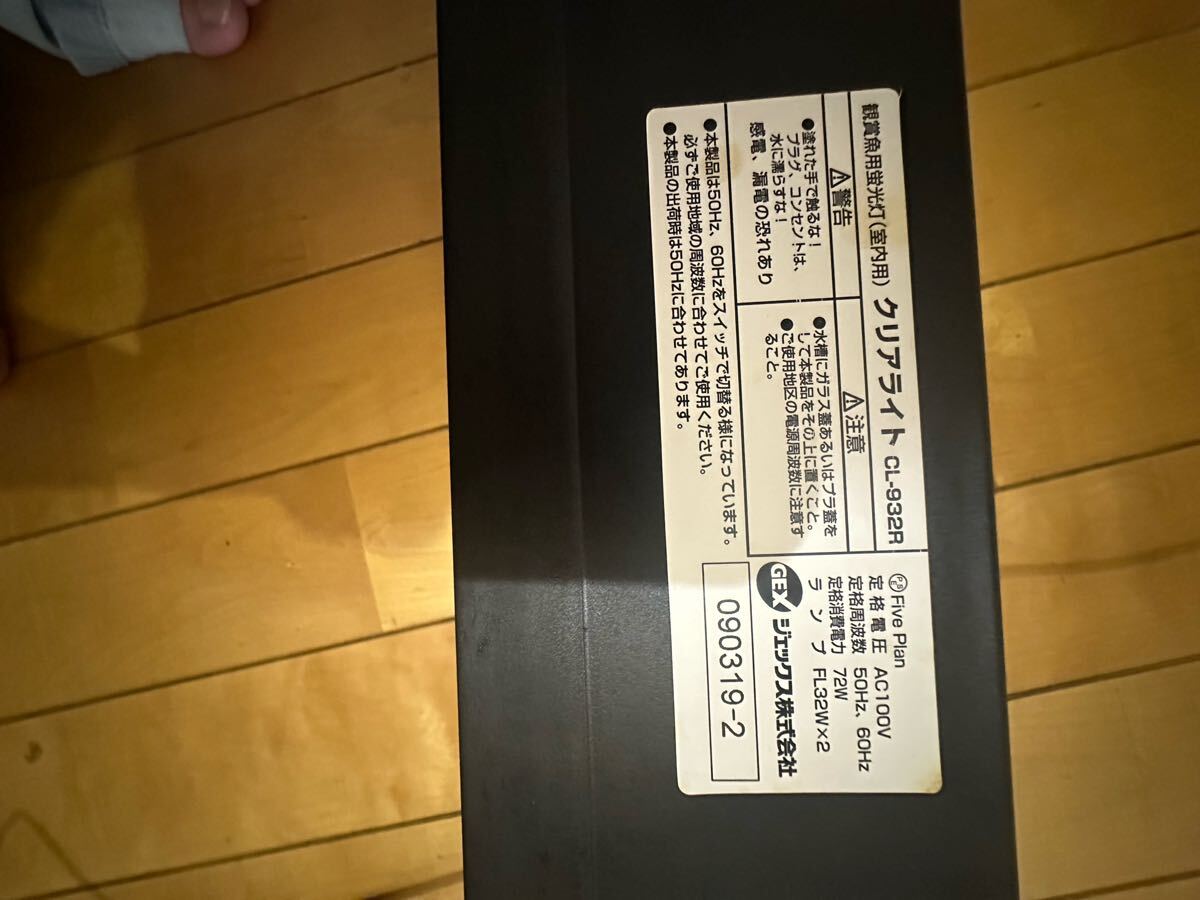 観賞魚用蛍光灯(室内用) クリアライト CL-932R
⚠警告
●塗れた手で触るな!
プラグ、コンセントは、
水に濡らすな!
感電、漏電の恐れあり
⚠注意
●水槽にガラス蓋あるいはプラ蓋を
して本製品をその上に置くこと。
●ご使用地区の電源周波数に注意す
ること。
●本製品は50Hz、60Hzをスイッチで切替る様になっています。
必ずご使用地域の周波数に合わせてご使用ください。
●本製品の出荷時は50Hzに合わせてあります。
PSE Five Plan
定格電圧 AC100V
定格周波数 50Hz、60Hz
定格消費電力 72W
ランプ FL32W×2
GEX ジェックス株式会社
090319-2